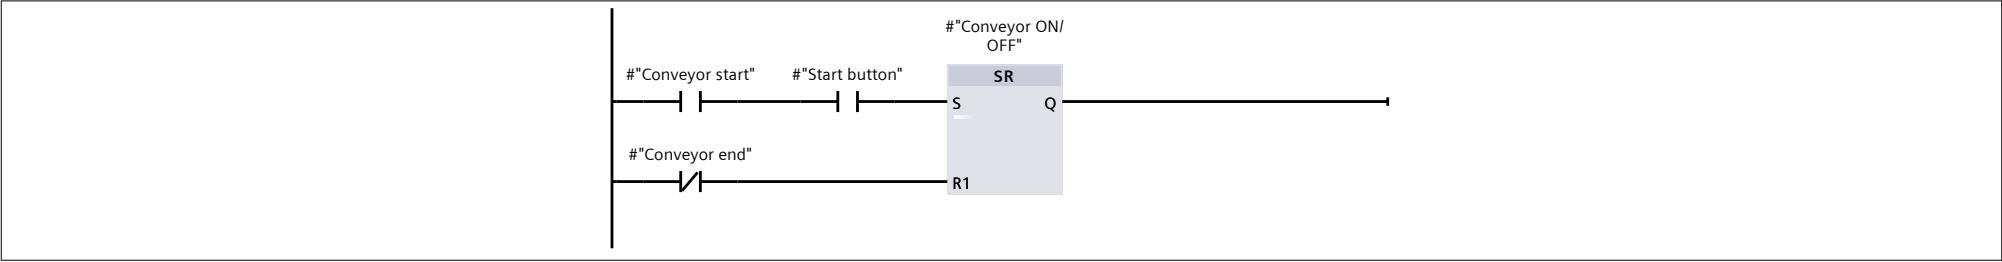 #"Conveyor ON/
OFF"
#"Conveyor start"
#"Start button"
SR
S
Q
#"Conveyor end"
R1